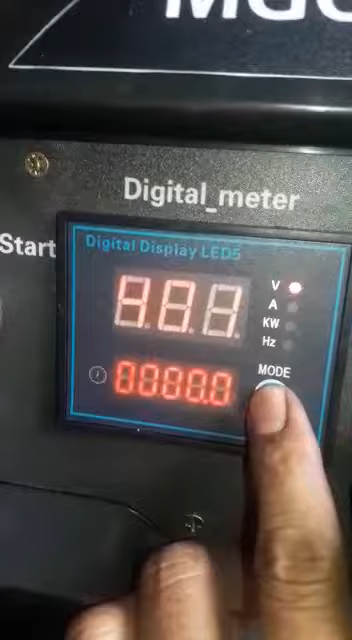 Digital_meter
Start
Digital Display LED5
V
A
KW
Hz
MODE